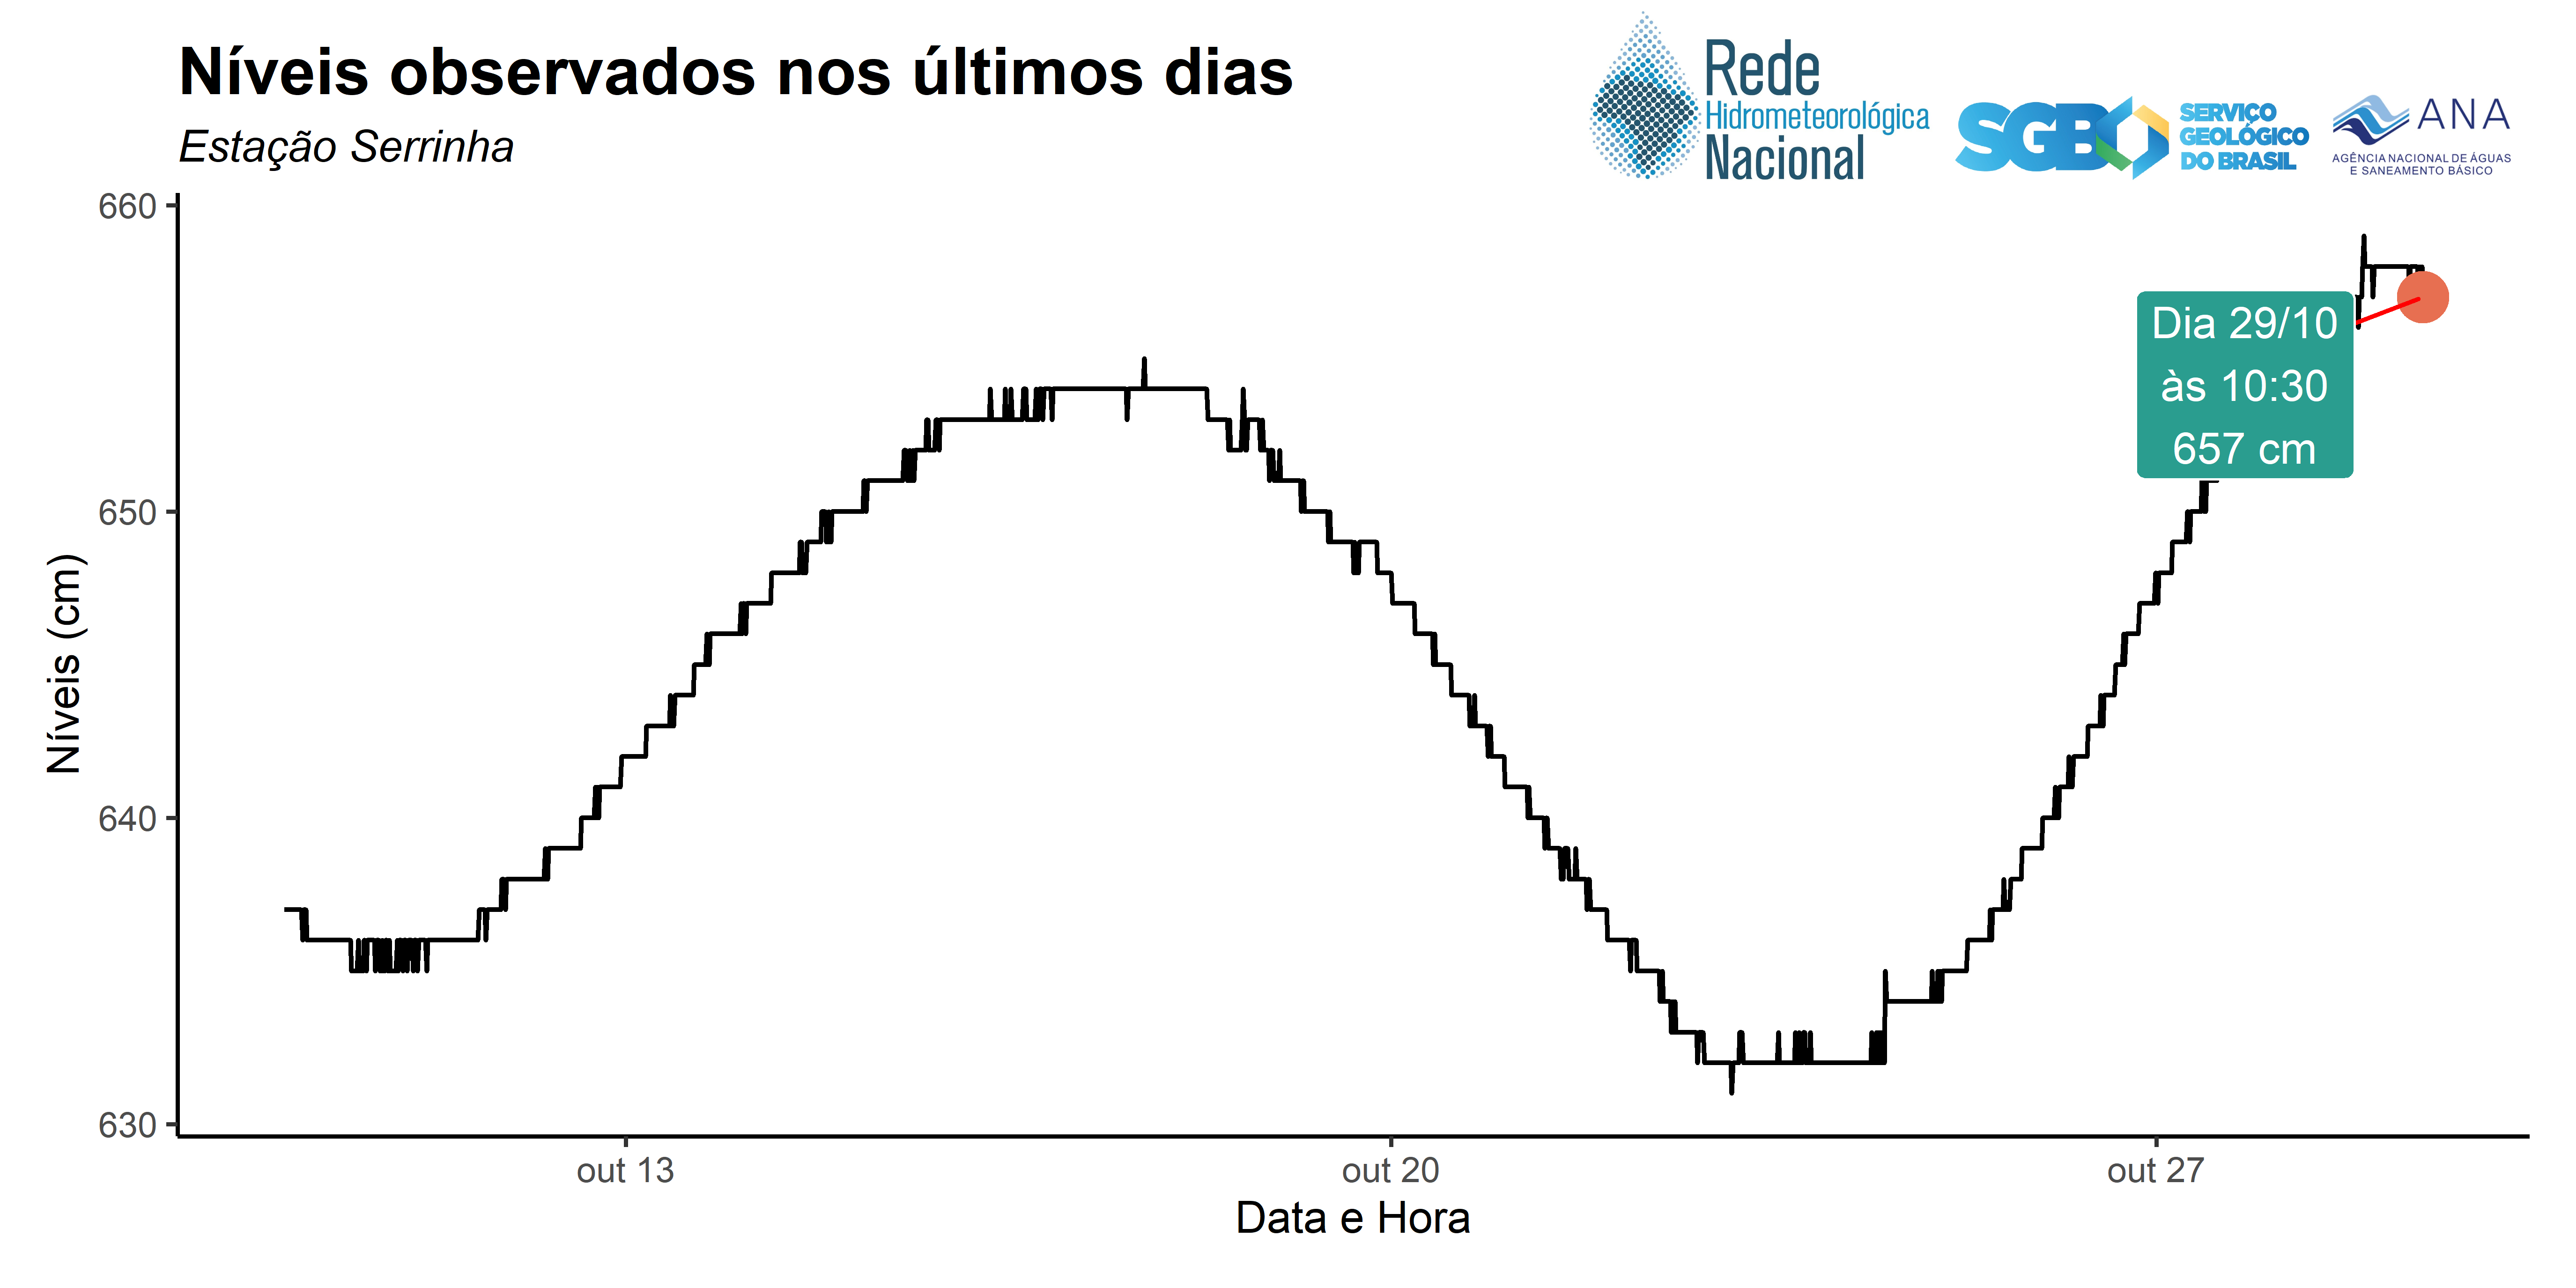 Níveis observados nos últimos dias
Estação Serrinha
Rede
Hidrometeorológica
Nacional
SGB
SERVIÇO
GEOLÓGICO
DO BRASIL
ANA
AGÊNCIA NACIONAL DE ÁGUAS
E SANEAMENTO BÁSICO
660
650
640
630
Níveis (cm)
Dia 29/10
às 10:30
657 cm
out 13
out 20
out 27
Data e Hora